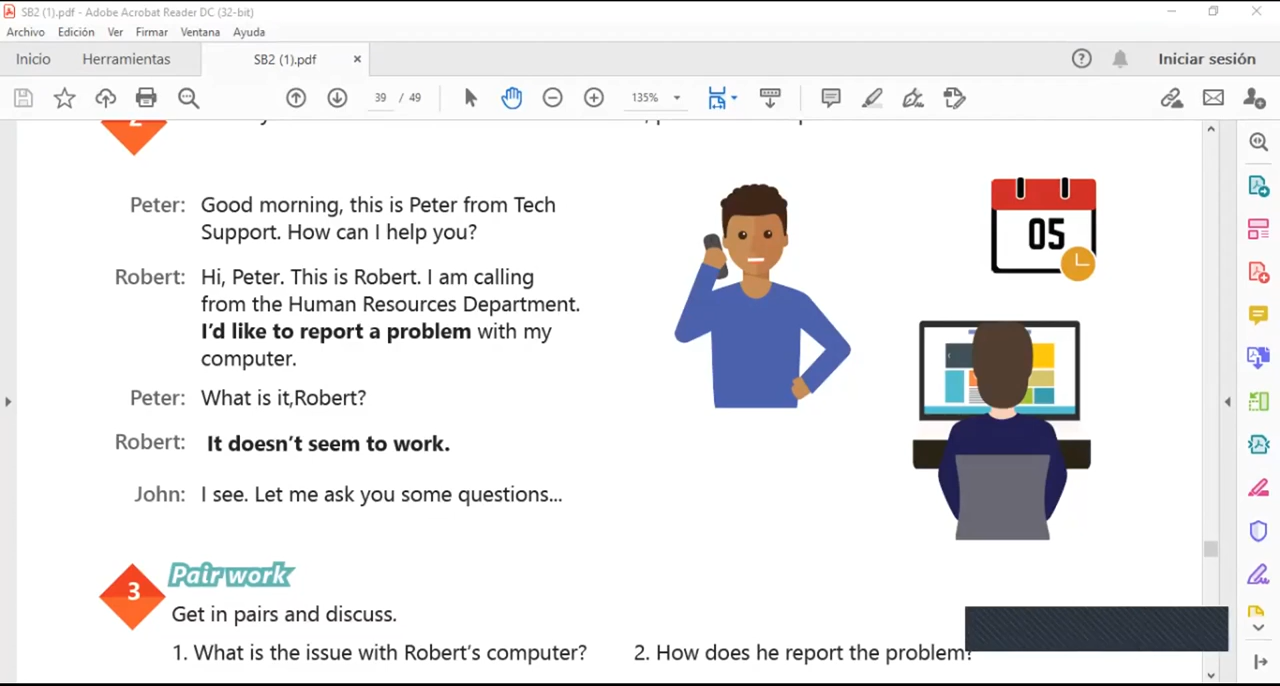 SB2 (1).pdf - Adobe Acrobat Reader DC (32-bit)
Archivo Edición Ver Firmar Ventana Ayuda
Inicio Herramientas SB2 (1).pdf Iniciar sesión
39 / 49 135%
2
05
Peter: Good morning, this is Peter from Tech
Support. How can I help you?
Robert: Hi, Peter. This is Robert. I am calling
from the Human Resources Department.
I'd like to report a problem with my
computer.
Peter: What is it,Robert?
Robert: It doesn't seem to work.
John: I see. Let me ask you some questions...
3 Pair work
Get in pairs and discuss.
1. What is the issue with Robert's computer? 2. How does he report the problem?